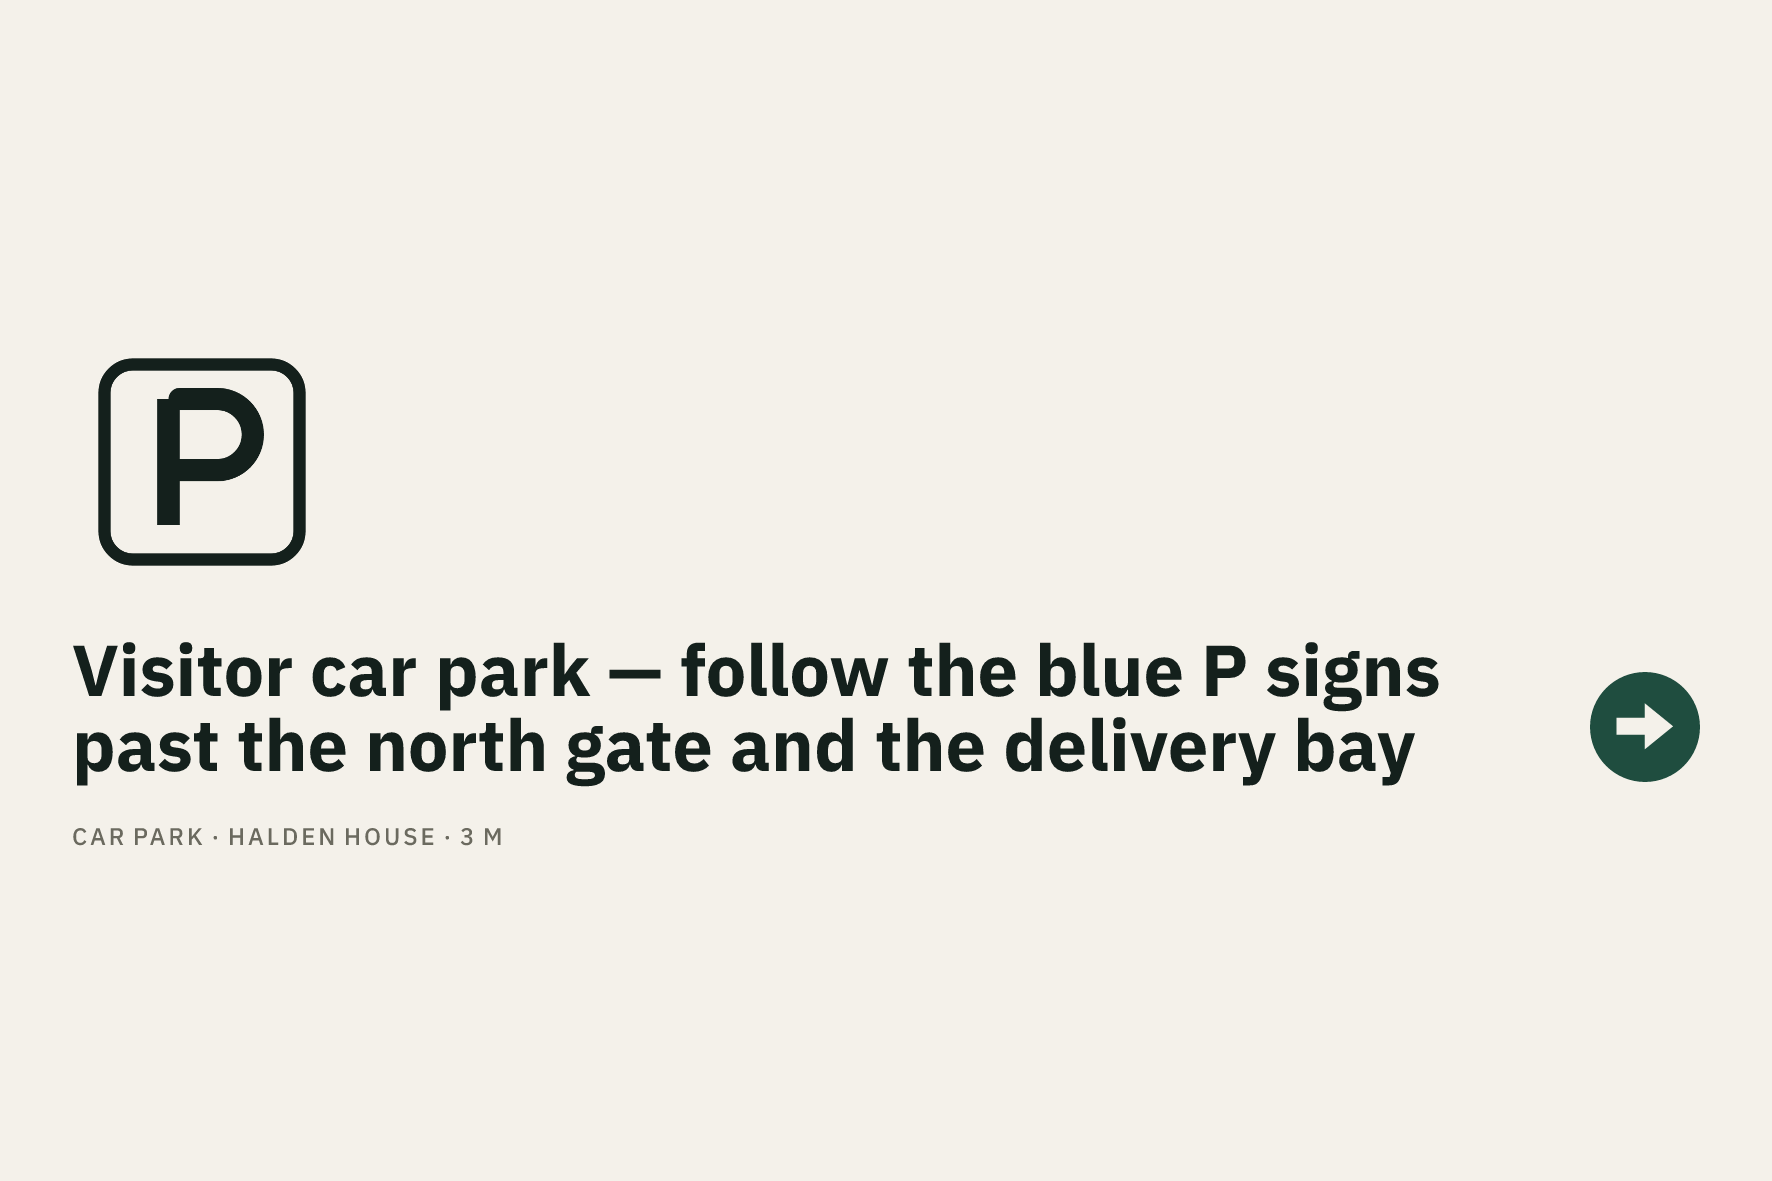 P
Visitor car park — follow the blue P signs
past the north gate and the delivery bay
CAR PARK · HALDEN HOUSE · 3 M